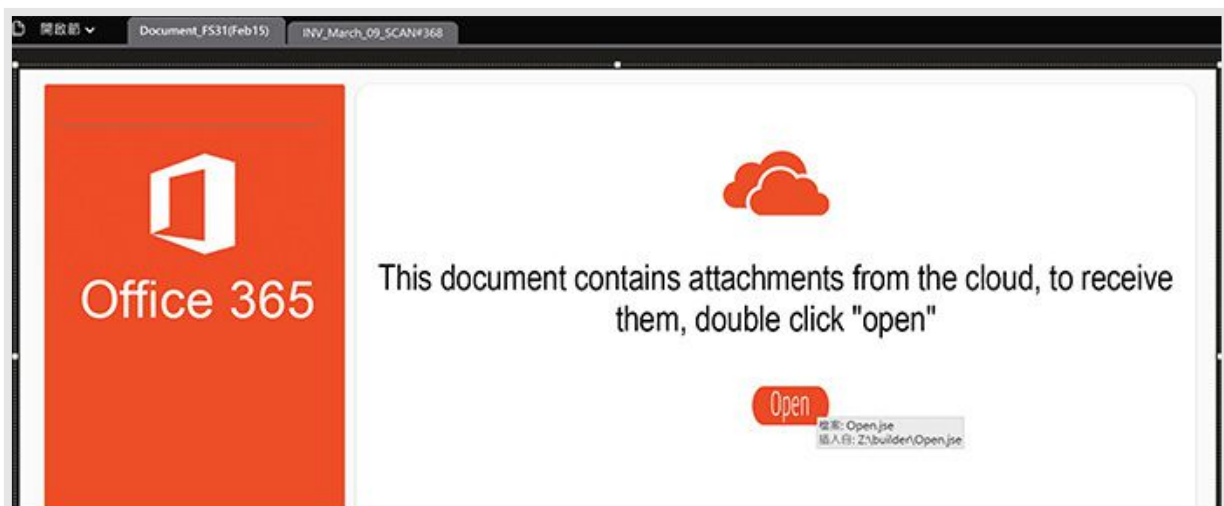 開啟節
Document_FS31(Feb15)
INV_March_09_SCAN#368
Office 365
This document contains attachments from the cloud, to receive
them, double click "open"
Open
檔案: Open.jse
插入自: Z:\builder\Open.jse